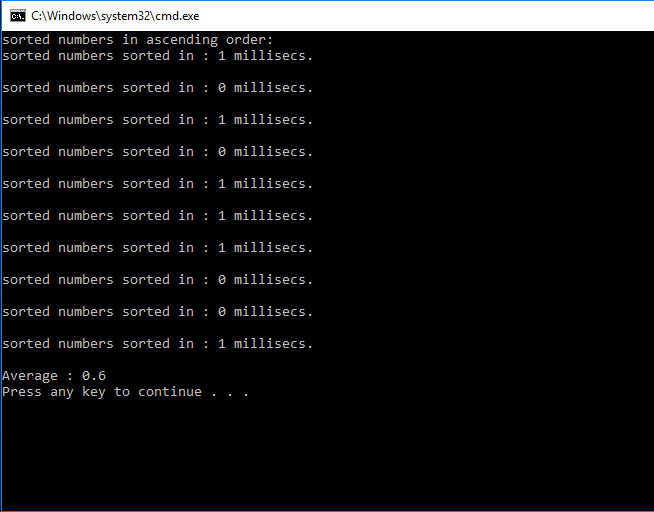 C:\Windows\system32\cmd.exe
sorted numbers in ascending order:
sorted numbers sorted in : 1 millisecs.
sorted numbers sorted in : 0 millisecs.
sorted numbers sorted in : 1 millisecs.
sorted numbers sorted in : 0 millisecs.
sorted numbers sorted in : 1 millisecs.
sorted numbers sorted in : 1 millisecs.
sorted numbers sorted in : 1 millisecs.
sorted numbers sorted in : 0 millisecs.
sorted numbers sorted in : 0 millisecs.
sorted numbers sorted in : 1 millisecs.
Average : 0.6
Press any key to continue . . .